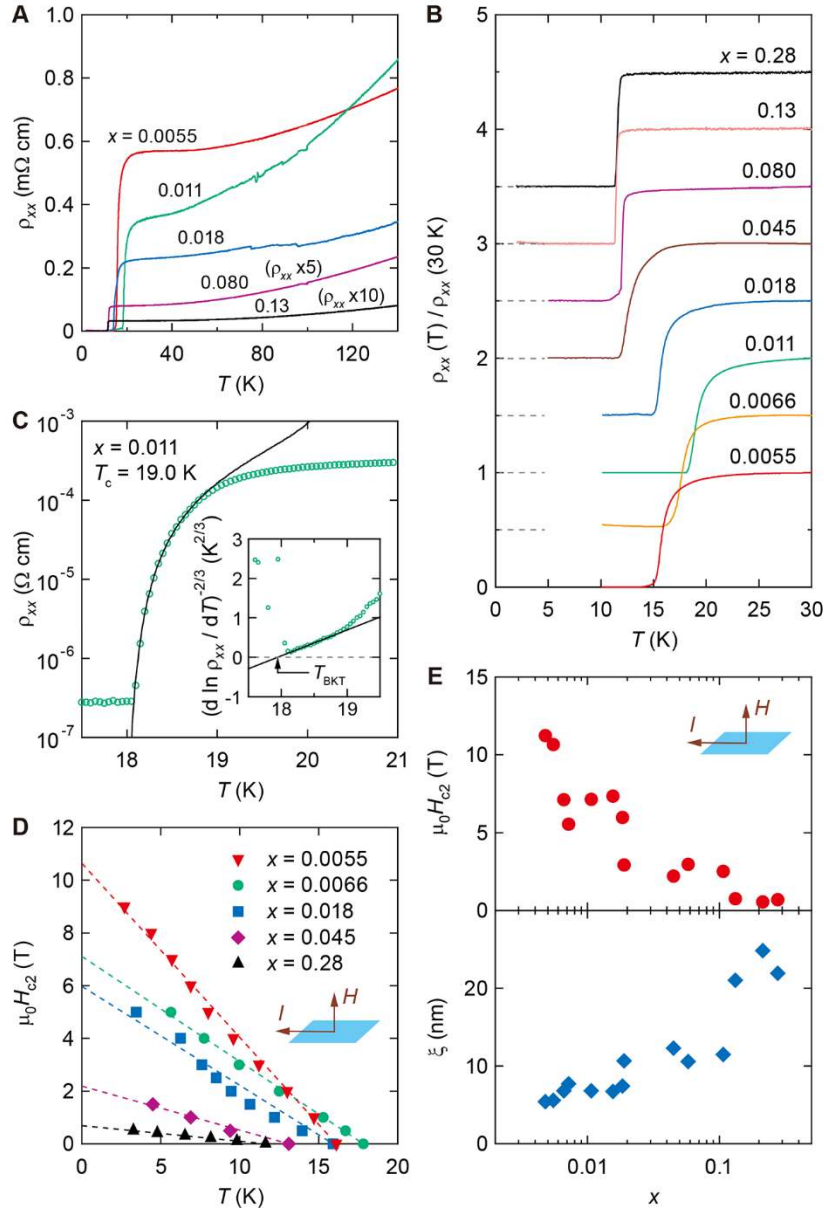 A
ρxx (mΩ cm)
1.0
0.8
0.6
0.4
0.2
0
x = 0.0055
0.011
0.018
0.080
(ρxx x5)
0.13
(ρxx x10)
0 40 80 120
T (K)
B
ρxx (T) / ρxx (30 K)
5
4
3
2
1
0
x = 0.28
0.13
0.080
0.045
0.018
0.011
0.0066
0.0055
0 5 10 15 20 25 30
T (K)
C
ρxx (Ω cm)
10-3
10-4
10-5
10-6
10-7
x = 0.011
Tc = 19.0 K
(d ln ρxx / dT)-2/3 (K2/3)
3
2
1
0
-1
TBKT
18 19
18 19 20 21
T (K)
D
μ0Hc2 (T)
12
10
8
6
4
2
0
x = 0.0055
x = 0.0066
x = 0.018
x = 0.045
x = 0.28
I
H
0 5 10 15 20
T (K)
E
μ0Hc2 (T)
15
10
5
0
I
H
ξ (nm)
20
10
0
0.01 0.1
x